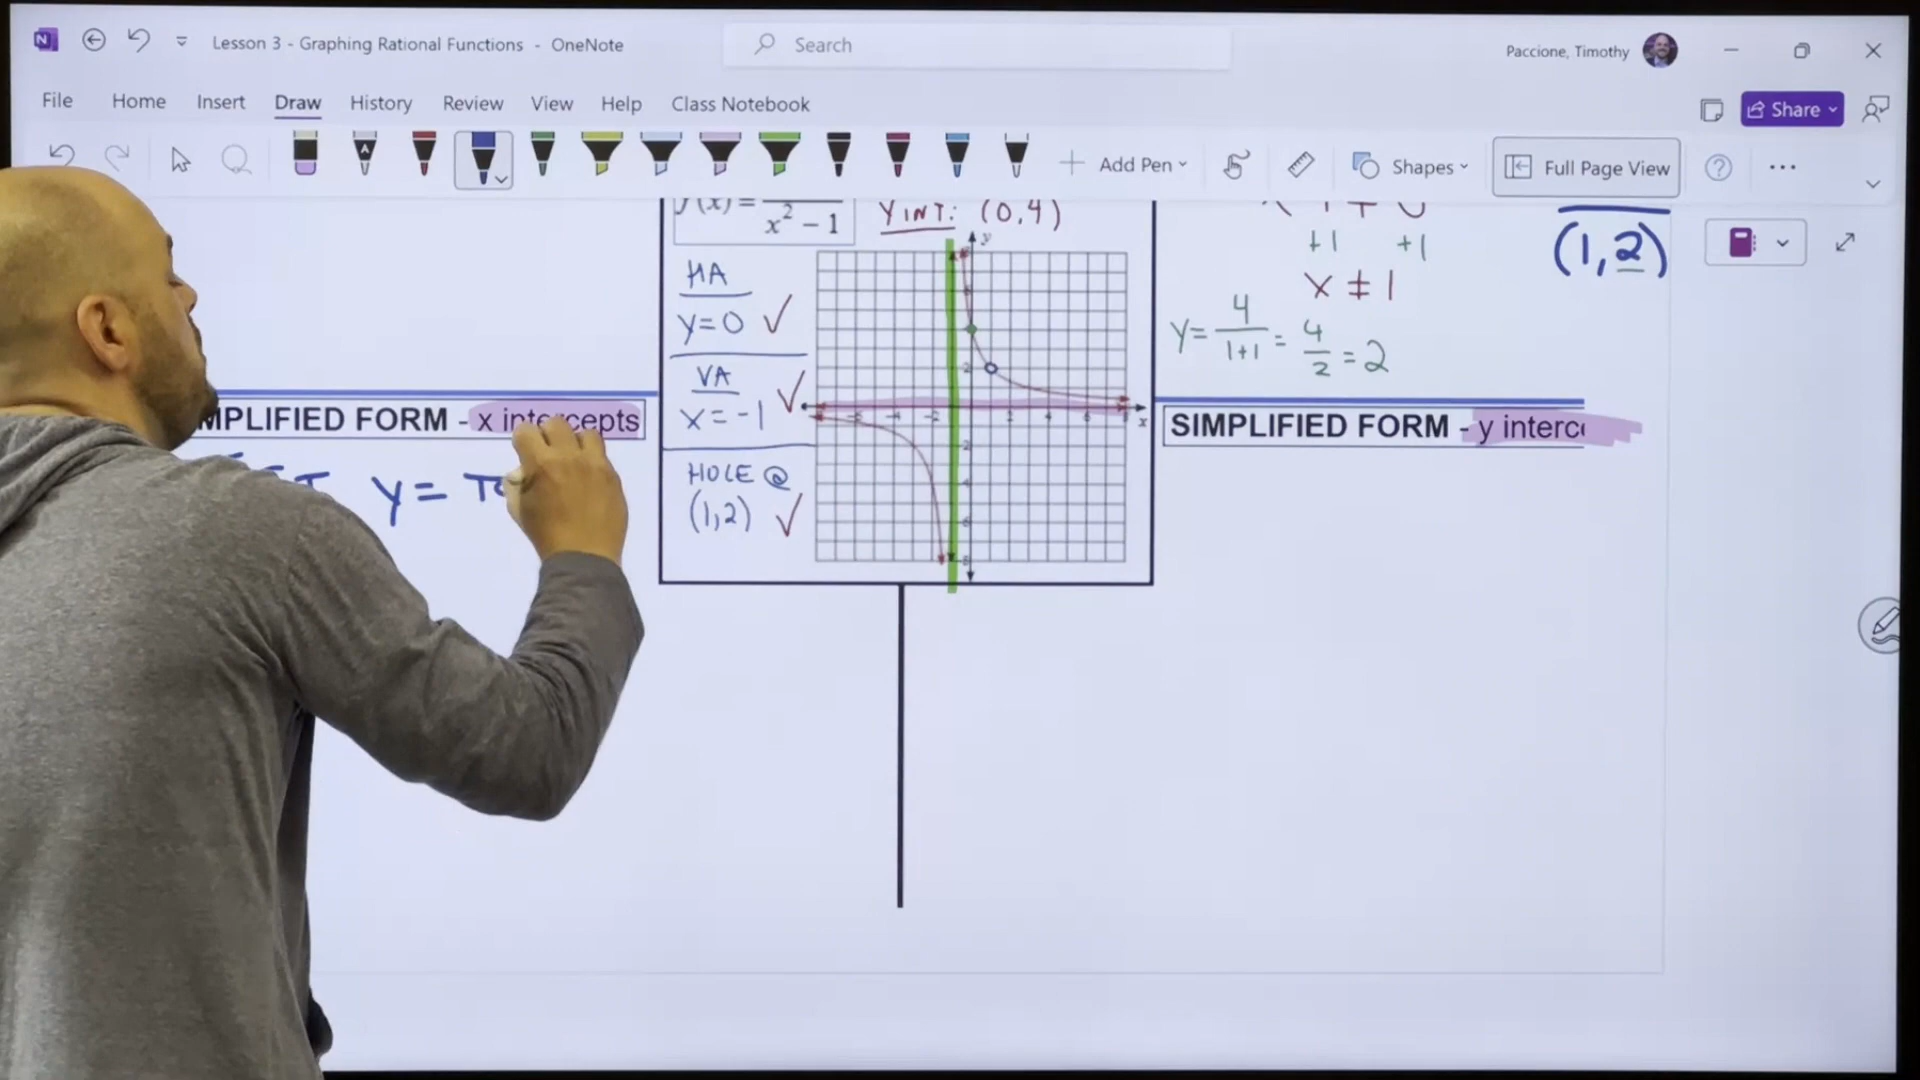 Lesson 3 - Graphing Rational Functions - OneNote
Search
Paccione, Timothy
File Home Insert Draw History Review View Help Class Notebook
Share
Add Pen
Shapes
Full Page View
f(x) =
x² − 1
Y INT: (0,4)
HA
y=0 ✓
VA
x=-1 ✓
HOLE @
(1,2) ✓
y
x
+1 +1
x ≠ 1
y= 4/(1+1) = 4/2 = 2
(1,2)
MPLIFIED FORM - x intercepts
y =
SIMPLIFIED FORM - y interc